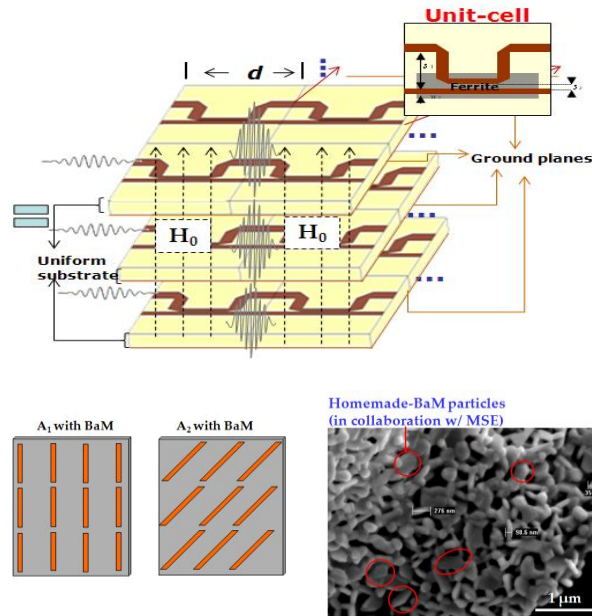 Unit-cell
d
Ferrite
Ground planes
H0
H0
Uniform
substrate
A1 with BaM
A2 with BaM
Homemade-BaM particles
(in collaboration w/ MSE)
276 nm
1 μm